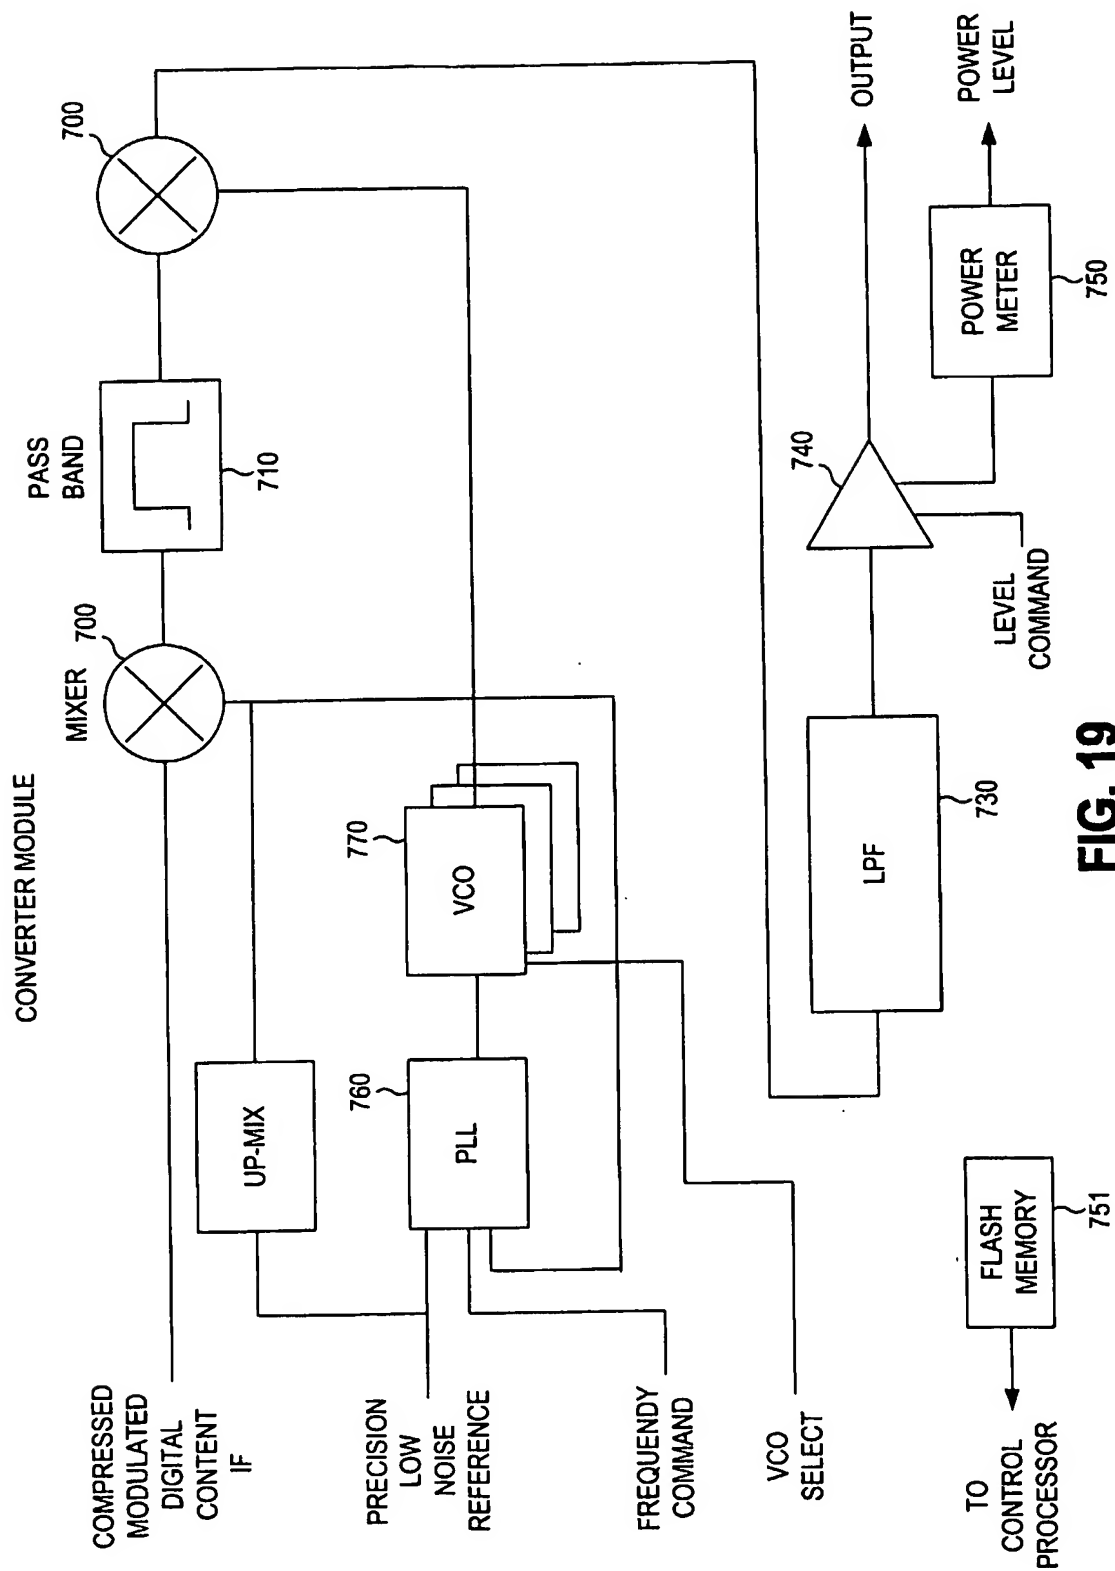 CONVERTER MODULE
COMPRESSED
MODULATED
DIGITAL
CONTENT
IF
MIXER
700
PASS
BAND
710
700
UP-MIX
PRECISION
LOW
NOISE
REFERENCE
760
PLL
770
VCO
FREQUENDY
COMMAND
VCO
SELECT
LPF
730
740
LEVEL
COMMAND
OUTPUT
POWER
METER
750
POWER
LEVEL
TO
CONTROL
PROCESSOR
FLASH
MEMORY
751
FIG. 19